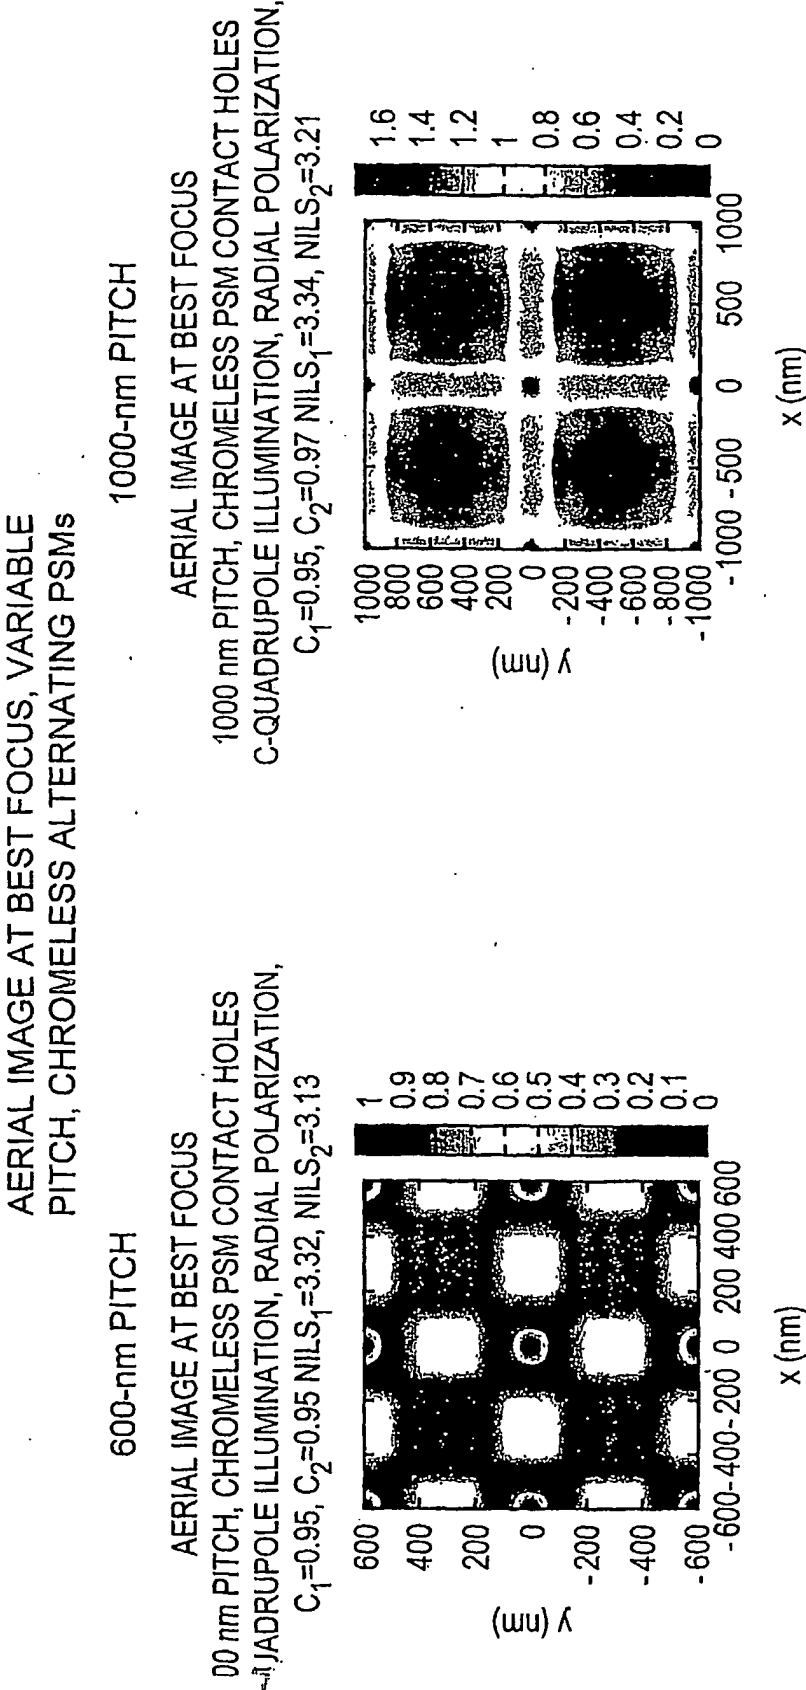 AERIAL IMAGE AT BEST FOCUS, VARIABLE
PITCH, CHROMELESS ALTERNATING PSMs
600-nm PITCH
AERIAL IMAGE AT BEST FOCUS
00 nm PITCH, CHROMELESS PSM CONTACT HOLES
JADRUPOLE ILLUMINATION, RADIAL POLARIZATION,
C1=0.95, C2=0.95 NILS1=3.32, NILS2=3.13
y (nm)
600
400
200
0
-200
-400
-600
-600-400-200 0 200 400 600
x (nm)
1
0.9
0.8
0.7
0.6
0.5
0.4
0.3
0.2
0.1
0
1000-nm PITCH
AERIAL IMAGE AT BEST FOCUS
1000 nm PITCH, CHROMELESS PSM CONTACT HOLES
C-QUADRUPOLE ILLUMINATION, RADIAL POLARIZATION,
C1=0.95, C2=0.97 NILS1=3.34, NILS2=3.21
y (nm)
1000
800
600
400
200
0
-200
-400
-600
-800
-1000
-1000 -500 0 500 1000
x (nm)
1.6
1.4
1.2
1
0.8
0.6
0.4
0.2
0